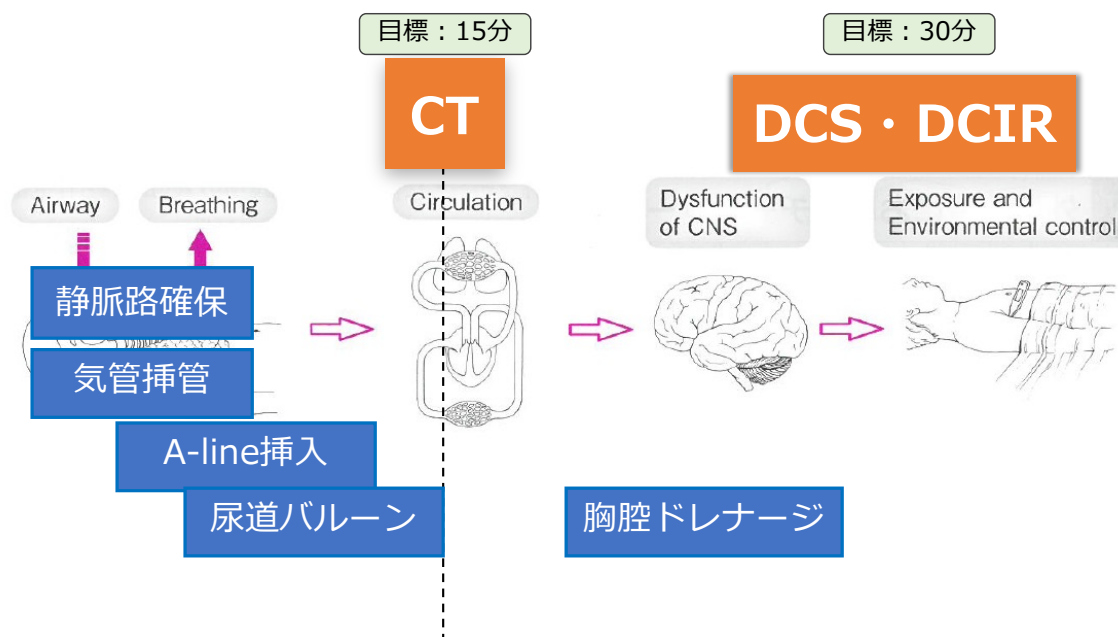 目標：15分
目標：30分
CT
DCS・DCIR
Airway
Breathing
Circulation
Dysfunction
of CNS
Exposure and
Environmental control
静脈路確保
気管挿管
A-line挿入
尿道バルーン
胸腔ドレナージ